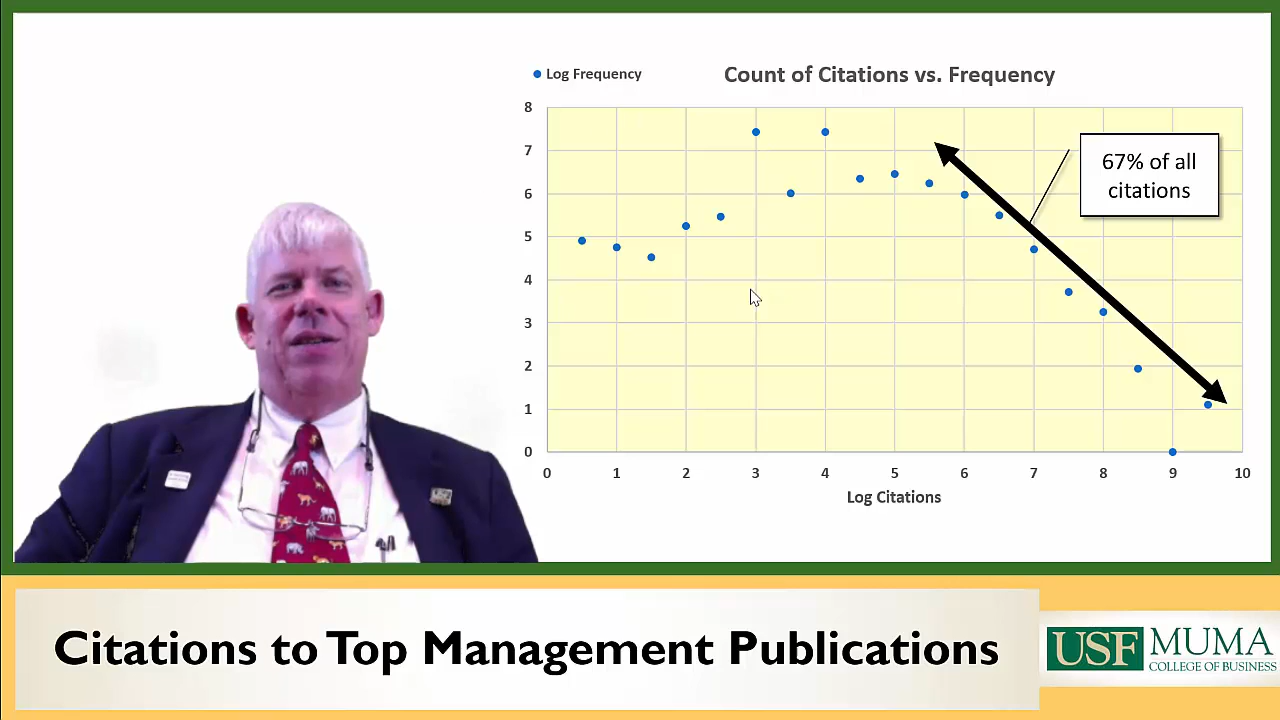 Log Frequency
Count of Citations vs. Frequency
8
7
6
5
4
3
2
1
0
67% of all
citations
0 1 2 3 4 5 6 7 8 9 10
Log Citations
Citations to Top Management Publications
USF MUMA
COLLEGE OF BUSINESS